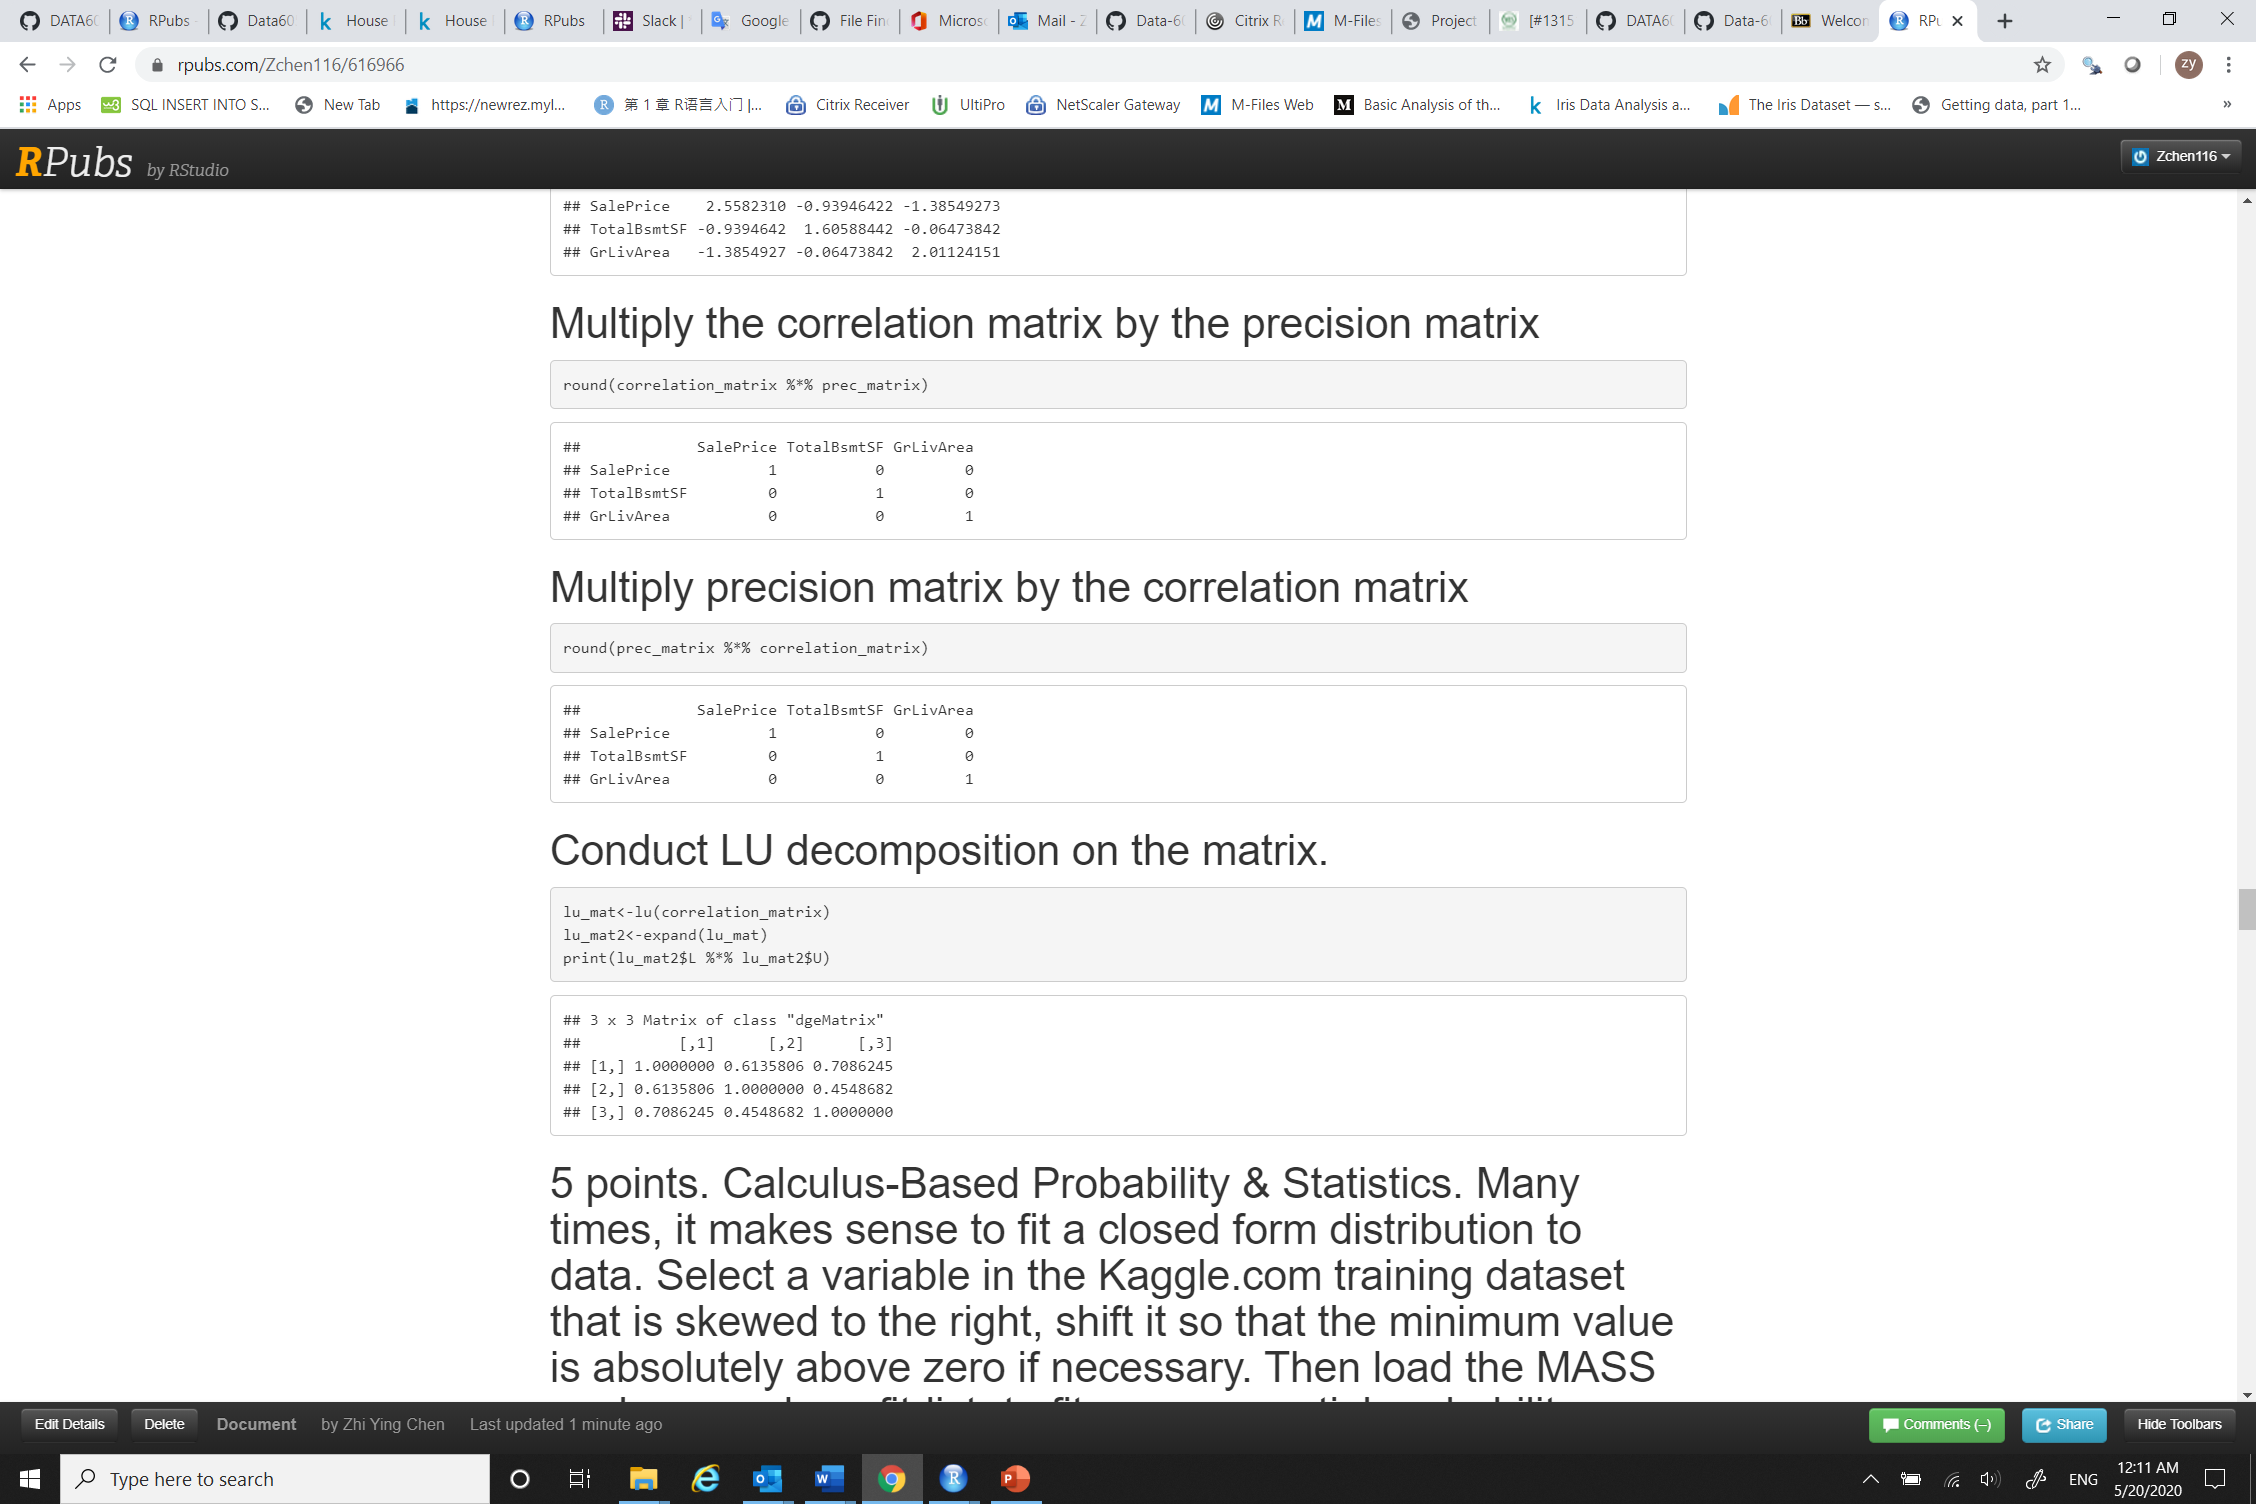 DATA60
RPubs
Data60
House
House
RPubs
Slack |
Google
File Fin
Micros
Mail - Z
Data-60
Citrix R
M-Files
Project
[#1315
DATA60
Data-60
Welcom
RPu
rpubs.com/Zchen116/616966
zy
Apps
SQL INSERT INTO S...
New Tab
https://newrez.myl...
第 1 章 R语言入门 |...
Citrix Receiver
UltiPro
NetScaler Gateway
M-Files Web
Basic Analysis of th...
Iris Data Analysis a...
The Iris Dataset — s...
Getting data, part 1...
»
RPubs by RStudio
Zchen116
## SalePrice    2.5582310 -0.93946422 -1.38549273
## TotalBsmtSF -0.9394642  1.60588442 -0.06473842
## GrLivArea   -1.3854927 -0.06473842  2.01124151
Multiply the correlation matrix by the precision matrix
round(correlation_matrix %*% prec_matrix)
##             SalePrice TotalBsmtSF GrLivArea
## SalePrice           1           0         0
## TotalBsmtSF         0           1         0
## GrLivArea           0           0         1
Multiply precision matrix by the correlation matrix
round(prec_matrix %*% correlation_matrix)
##             SalePrice TotalBsmtSF GrLivArea
## SalePrice           1           0         0
## TotalBsmtSF         0           1         0
## GrLivArea           0           0         1
Conduct LU decomposition on the matrix.
lu_mat<-lu(correlation_matrix)
lu_mat2<-expand(lu_mat)
print(lu_mat2$L %*% lu_mat2$U)
## 3 x 3 Matrix of class "dgeMatrix"
##           [,1]      [,2]      [,3]
## [1,] 1.0000000 0.6135806 0.7086245
## [2,] 0.6135806 1.0000000 0.4548682
## [3,] 0.7086245 0.4548682 1.0000000
5 points. Calculus-Based Probability & Statistics. Many
times, it makes sense to fit a closed form distribution to
data. Select a variable in the Kaggle.com training dataset
that is skewed to the right, shift it so that the minimum value
is absolutely above zero if necessary. Then load the MASS
Edit Details
Delete
Document
by Zhi Ying Chen
Last updated 1 minute ago
Comments (–)
Share
Hide Toolbars
Type here to search
ENG
12:11 AM
5/20/2020